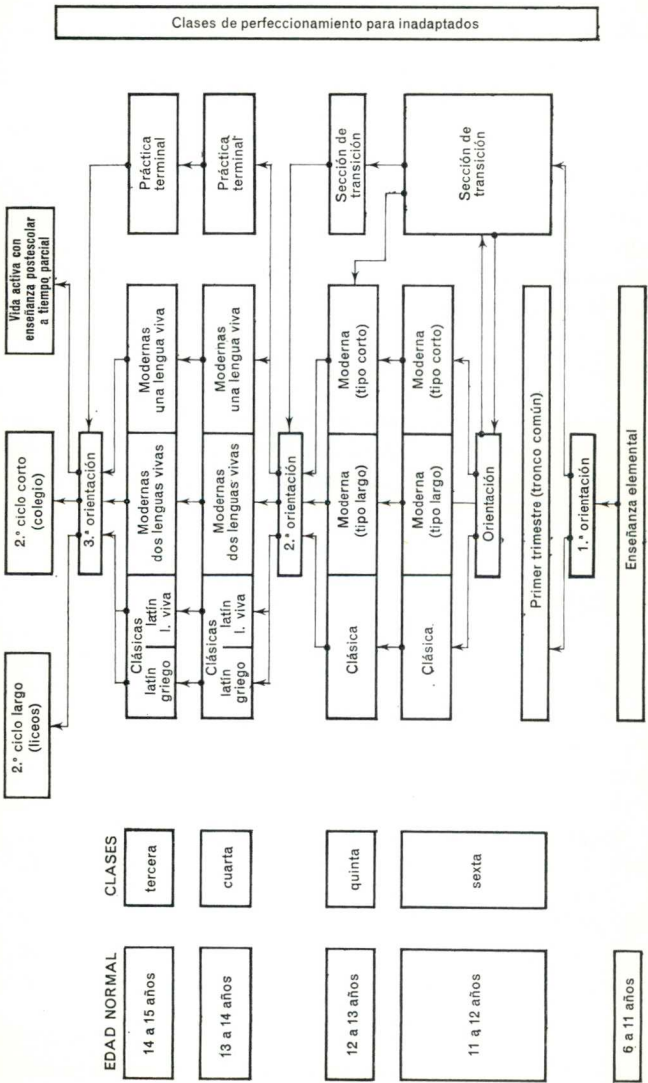 EDAD NORMAL
CLASES
2.º ciclo largo
(liceos)
2.º ciclo corto
(colegio)
Vida activa con
enseñanza postescolar
a tiempo parcial
3.ª orientación
14 a 15 años
tercera
Clásicas
latín
griego
latín
l. viva
Modernas
dos lenguas vivas
Modernas
una lengua viva
Práctica
terminal
13 a 14 años
cuarta
Clásicas
latín
griego
latín
l. viva
Modernas
dos lenguas vivas
Modernas
una lengua viva
Práctica
terminal
2.ª orientación
12 a 13 años
quinta
Clásica
Moderna
(tipo largo)
Moderna
(tipo corto)
Sección de
transición
11 a 12 años
sexta
Clásica
Moderna
(tipo largo)
Moderna
(tipo corto)
Sección de
transición
Orientación
Primer trimestre (tronco común)
1.ª orientación
6 a 11 años
Enseñanza elemental
Clases de perfeccionamiento para inadaptados